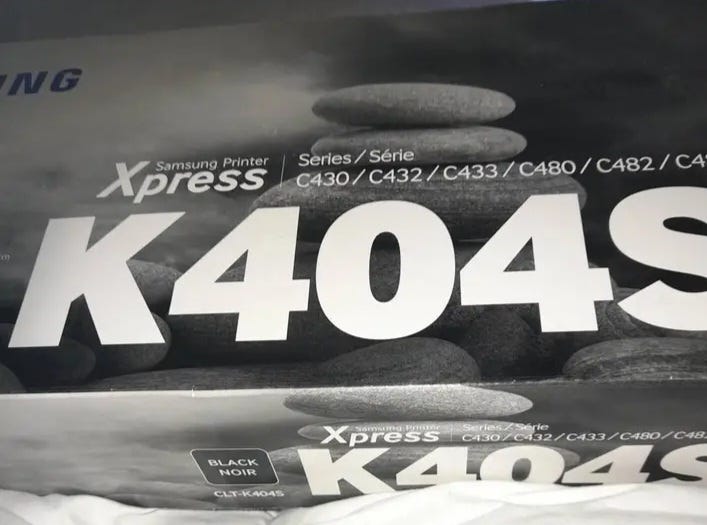 NG
Samsung Printer
Xpress
Series / Série
C430 / C432 / C433 / C480 / C482 / C4
K404S
Samsung Printer
Xpress
Series / Série
C430 / C432 / C433 / C480 / C48
BLACK
NOIR
K404S
CLT-K404S